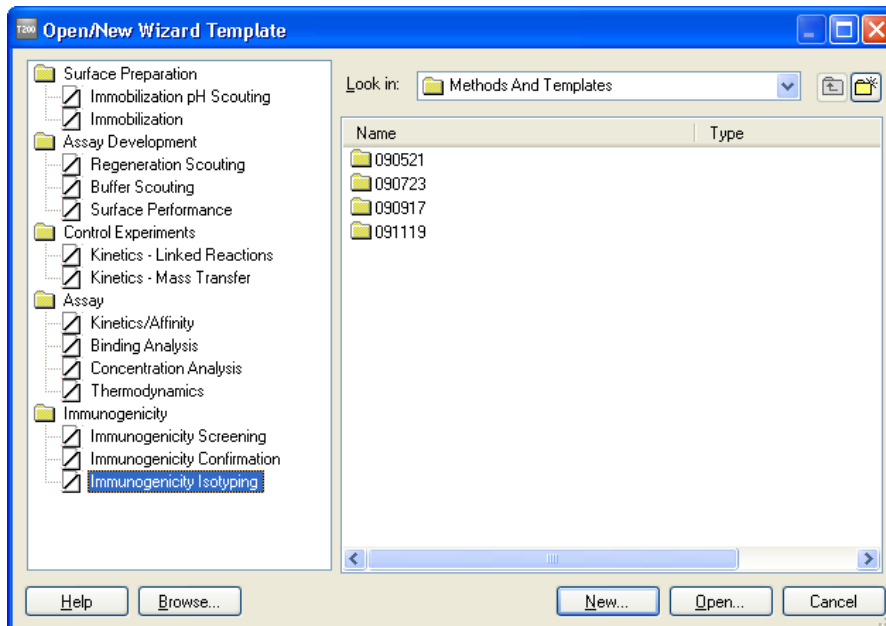 T200 Open/New Wizard Template
Surface Preparation
Immobilization pH Scouting
Immobilization
Assay Development
Regeneration Scouting
Buffer Scouting
Surface Performance
Control Experiments
Kinetics - Linked Reactions
Kinetics - Mass Transfer
Assay
Kinetics/Affinity
Binding Analysis
Concentration Analysis
Thermodynamics
Immunogenicity
Immunogenicity Screening
Immunogenicity Confirmation
Immunogenicity Isotyping
Look in: Methods And Templates
Name Type
090521
090723
090917
091119
Help Browse... New... Open... Cancel